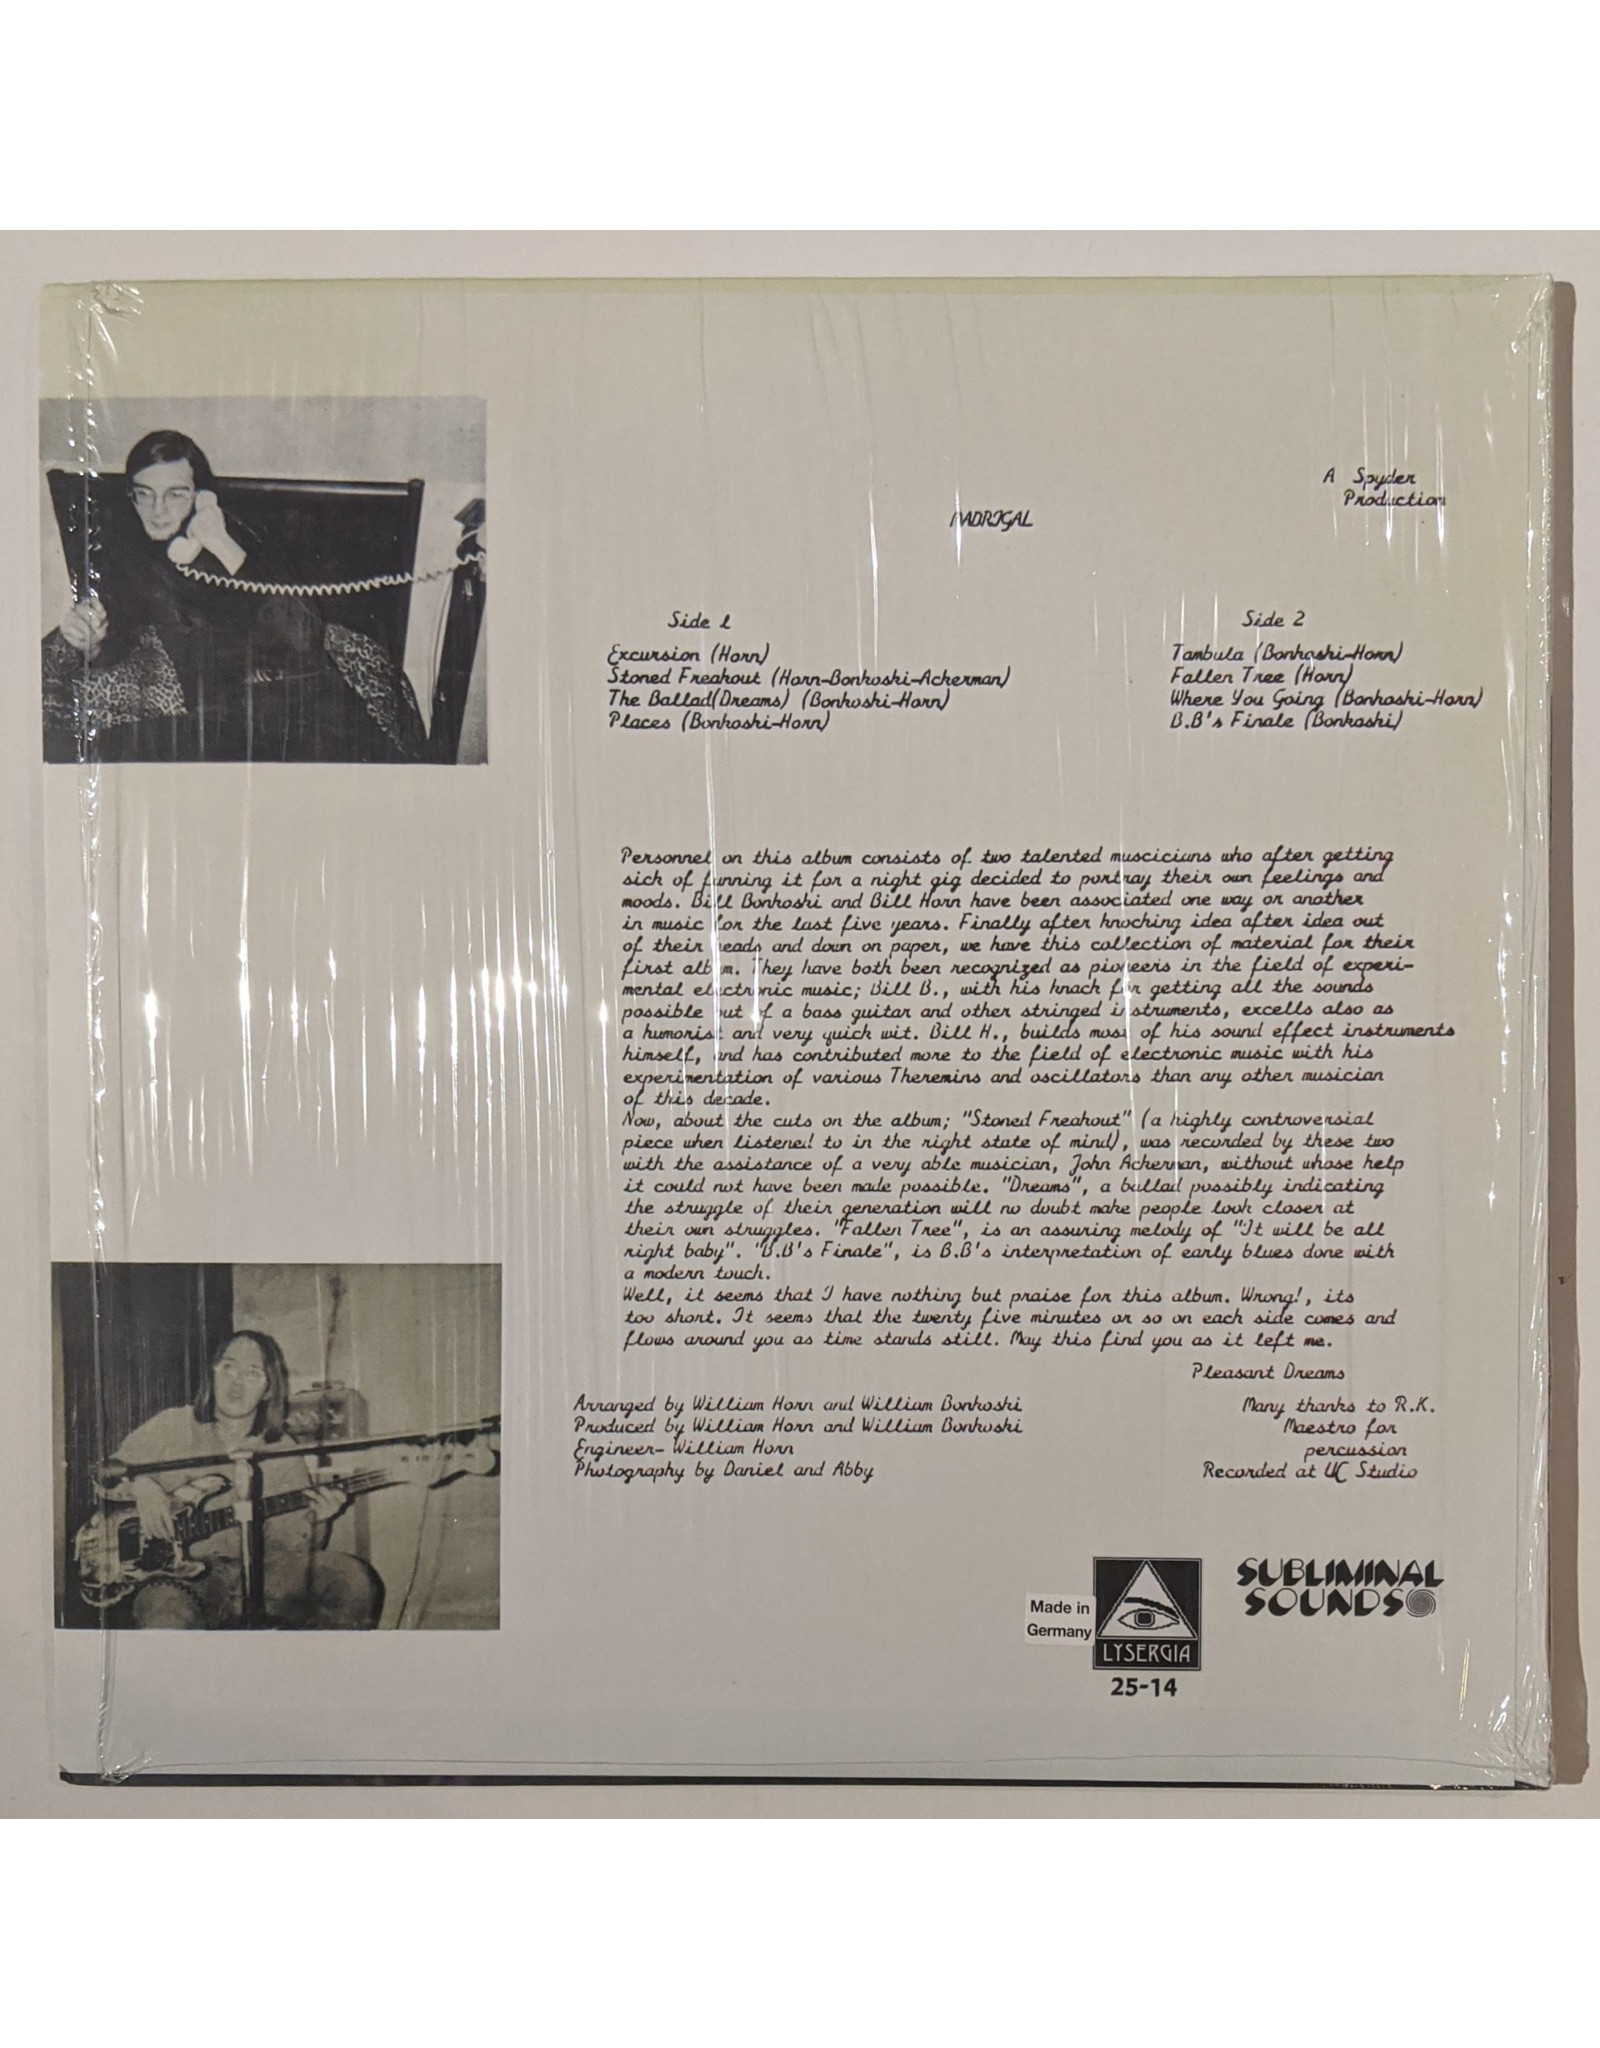 A Spyder
Production
MADRIGAL
Side 1
Excursion (Horn)
Stoned Freakout (Horn-Bonkoski-Ackerman)
The Ballad(Dreams) (Bonkoski-Horn)
Places (Bonkoski-Horn)
Side 2
Tambula (Bonkoski-Horn)
Fallen Tree (Horn)
Where You Going (Bonkoski-Horn)
B.B's Finale (Bonkoski)
Personnel on this album consists of two talented muscicians who after getting
sick of funning it for a night gig decided to portray their own feelings and
moods. Bill Bonkoski and Bill Horn have been associated one way or another
in music for the last five years. Finally after knocking idea after idea out
of their heads and down on paper, we have this collection of material for their
first album. They have both been recognized as pioneers in the field of experi-
mental electronic music; Bill B., with his knack for getting all the sounds
possible out of a bass guitar and other stringed instruments, excells also as
a humorist and very quick wit. Bill H., builds most of his sound effect instruments
himself, and has contributed more to the field of electronic music with his
experimentation of various Theremins and oscillators than any other musician
of this decade.
Now, about the cuts on the album; "Stoned Freakout" (a highly controversial
piece when listened to in the right state of mind), was recorded by these two
with the assistance of a very able musician, John Ackerman, without whose help
it could not have been made possible. "Dreams", a ballad possibly indicating
the struggle of their generation will no doubt make people look closer at
their own struggles. "Fallen Tree", is an assuring melody of "It will be all
right baby". "B.B's Finale", is B.B's interpretation of early blues done with
a modern touch.
Well, it seems that I have nothing but praise for this album. Wrong!, its
too short. It seems that the twenty five minutes or so on each side comes and
flows around you as time stands still. May this find you as it left me.
Pleasant Dreams
Arranged by William Horn and William Bonkoski
Produced by William Horn and William Bonkoski
Engineer- William Horn
Photography by Daniel and Abby
Many thanks to R.K.
Maestro for
percussion
Recorded at UC Studio
Made in
Germany
LYSERGIA
25-14
SUBLIMINAL
SOUNDS